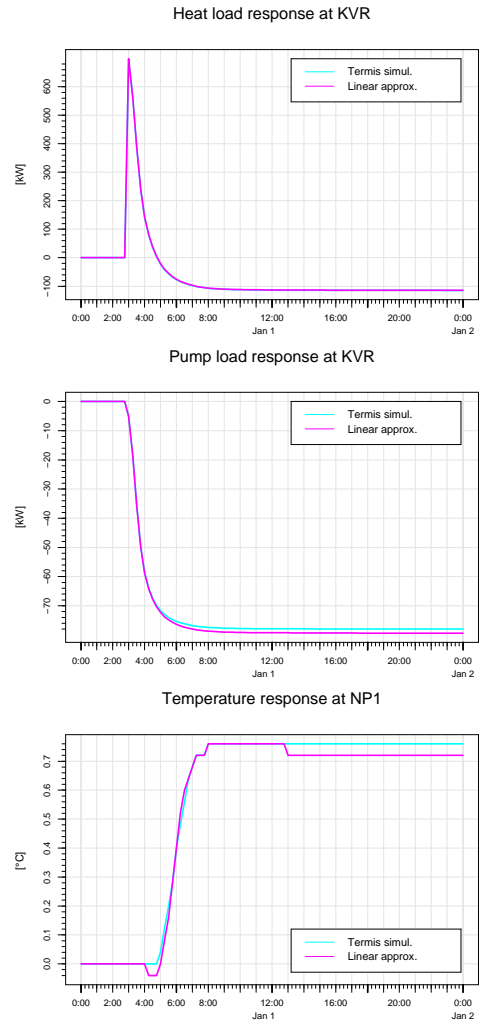 Heat load response at KVR
Termis simul.
Linear approx.
[kW]
600
500
400
300
200
100
0
−100
0:00 2:00 4:00 6:00 8:00 12:00 20:00 0:00
Jan 1 Jan 2
Pump load response at KVR
Termis simul.
Linear approx.
[kW]
0
−10
−20
−30
−40
−50
−60
−70
0:00 2:00 4:00 6:00 8:00 12:00 20:00 0:00
Jan 1 Jan 2
Temperature response at NP1
[°C]
0.7
0.6
0.5
0.4
0.3
0.2
0.1
0.0
Termis simul.
Linear approx.
0:00 2:00 4:00 6:00 8:00 12:00 20:00 0:00
Jan 1 Jan 2